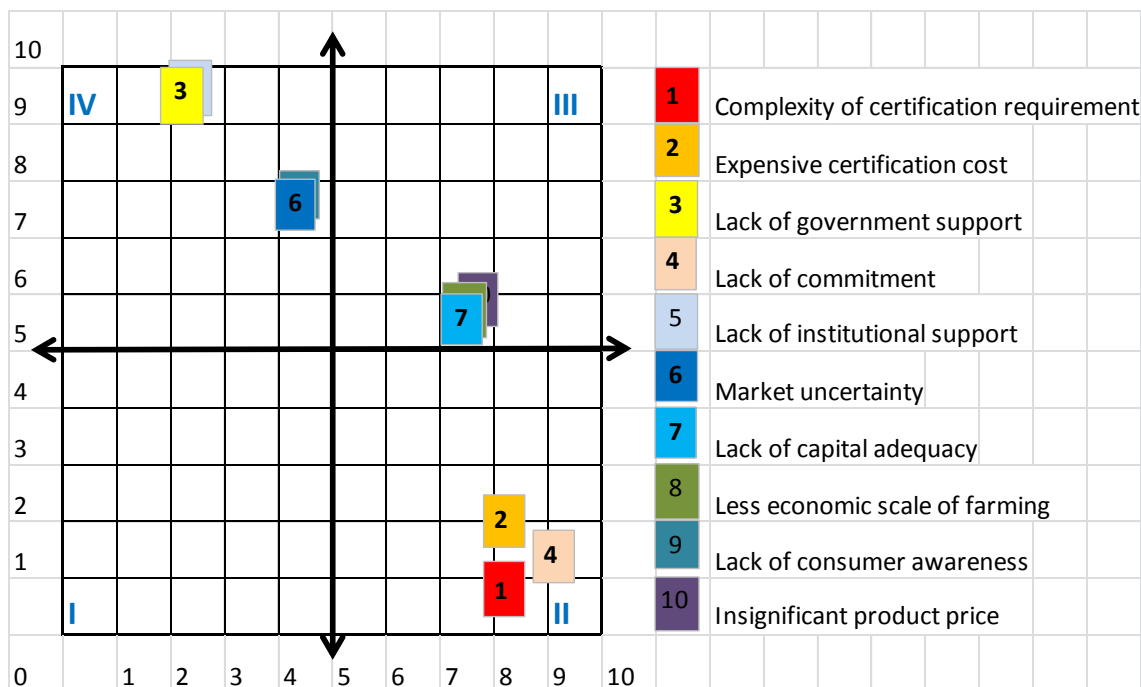 10
3
9
IV
III
1
Complexity of certification requirement
8
2
Expensive certification cost
6
7
3
Lack of government support
6
4
Lack of commitment
7
5
5
Lack of institutional support
4
6
Market uncertainty
3
7
Lack of capital adequacy
2
2
8
Less economic scale of farming
4
1
9
Lack of consumer awareness
1
I
II
10
Insignificant product price
0 1 2 3 4 5 6 7 8 9 10